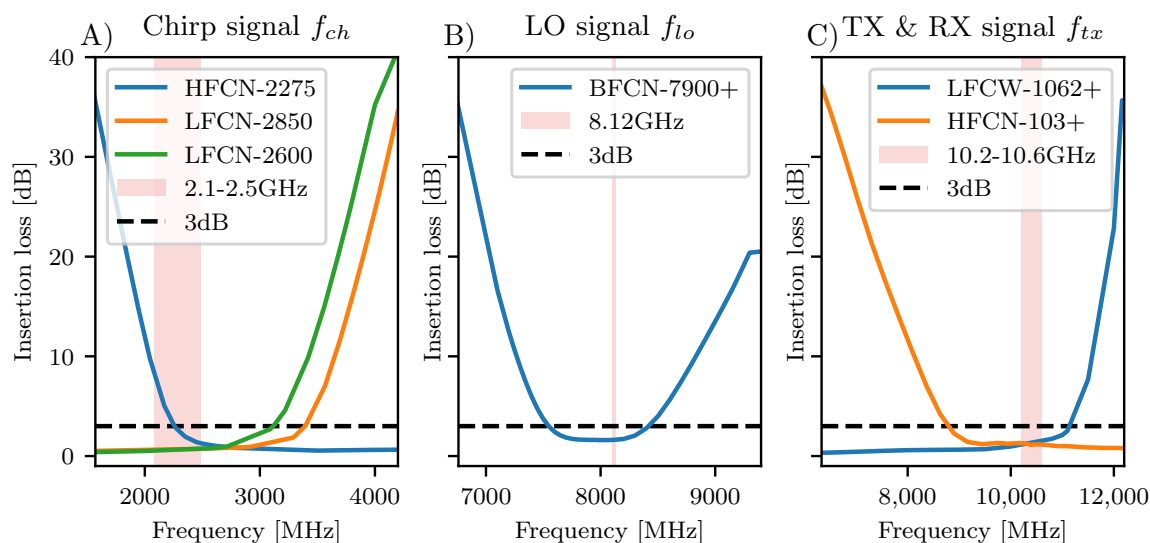 A)
Chirp signal f_ch
40
30
20
10
0
Insertion loss [dB]
HFCN-2275
LFCN-2850
LFCN-2600
2.1-2.5GHz
3dB
2000
3000
4000
Frequency [MHz]
B)
LO signal f_lo
Insertion loss [dB]
BFCN-7900+
8.12GHz
3dB
7000
8000
9000
Frequency [MHz]
C)
TX & RX signal f_tx
Insertion loss [dB]
LFCW-1062+
HFCN-103+
10.2-10.6GHz
3dB
8,000
10,000
12,000
Frequency [MHz]